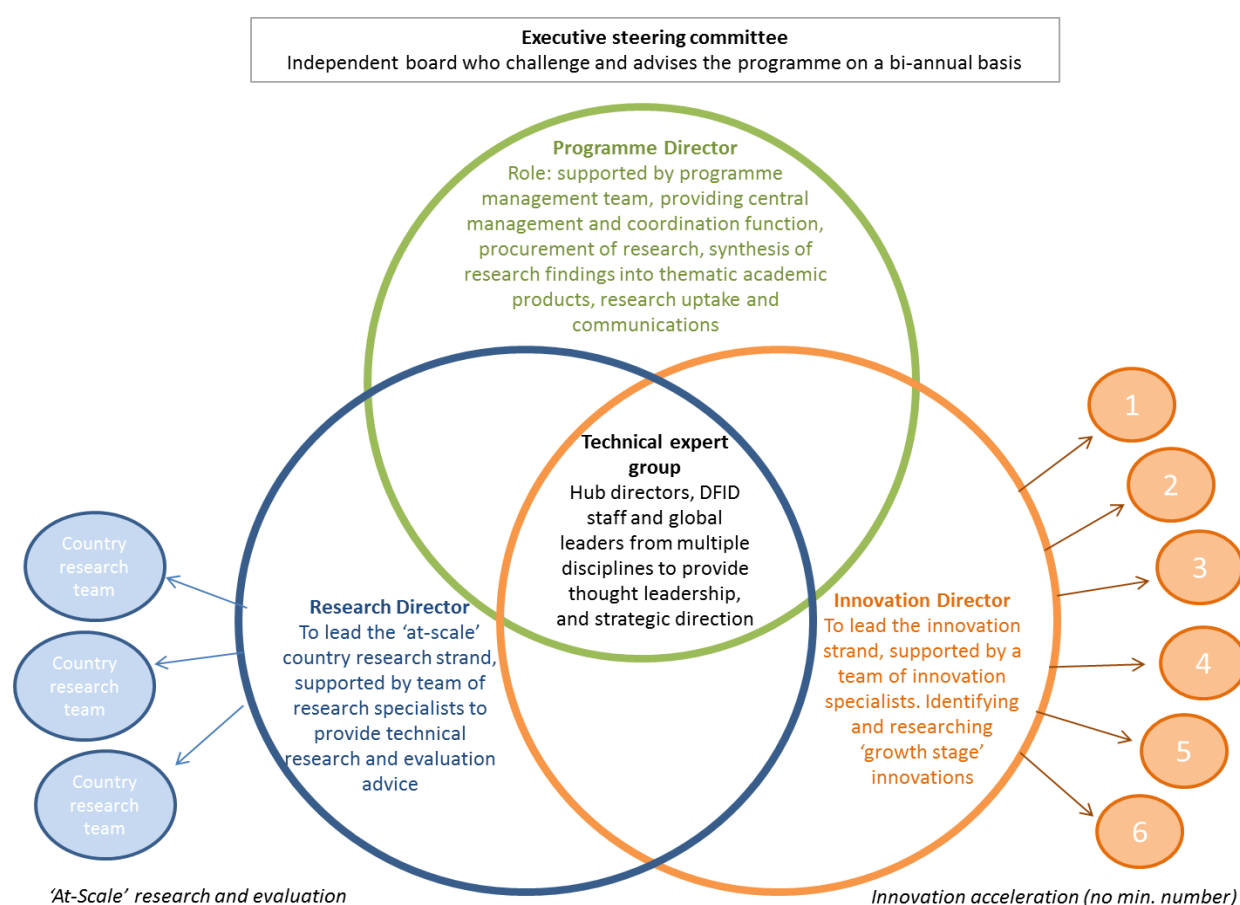 Executive steering committee
Independent board who challenge and advises the programme on a bi-annual basis
Programme Director
Role: supported by programme
management team, providing central
management and coordination function,
procurement of research, synthesis of
research findings into thematic academic
products, research uptake and
communications
Technical expert
group
Hub directors, DFID
staff and global
leaders from multiple
disciplines to provide
thought leadership,
and strategic direction
Research Director
To lead the ‘at-scale’
country research strand,
supported by team of
research specialists to
provide technical
research and evaluation
advice
Innovation Director
To lead the innovation
strand, supported by a
team of innovation
specialists. Identifying
and researching
‘growth stage’
innovations
Country
research
team
Country
research
team
Country
research
team
1
2
3
4
5
6
‘At-Scale’ research and evaluation
Innovation acceleration (no min. number)